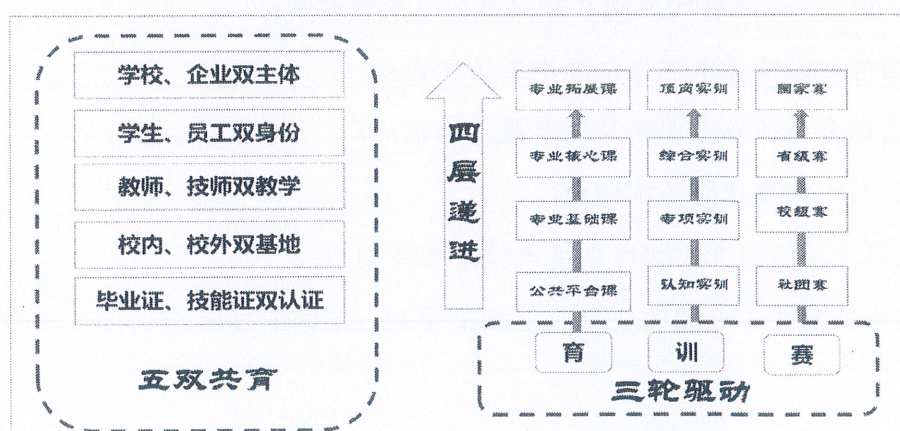 学校、企业双主体
学生、员工双身份
教师、技师双教学
校内、校外双基地
毕业证、技能证双认证
五双共育
四层递进
专业拓展课 顶岗实训 国家赛
专业核心课 综合实训 省级赛
专业基础课 专项实训 校级赛
公共平台课 认知实训 社团赛
育 训 赛
三轮驱动